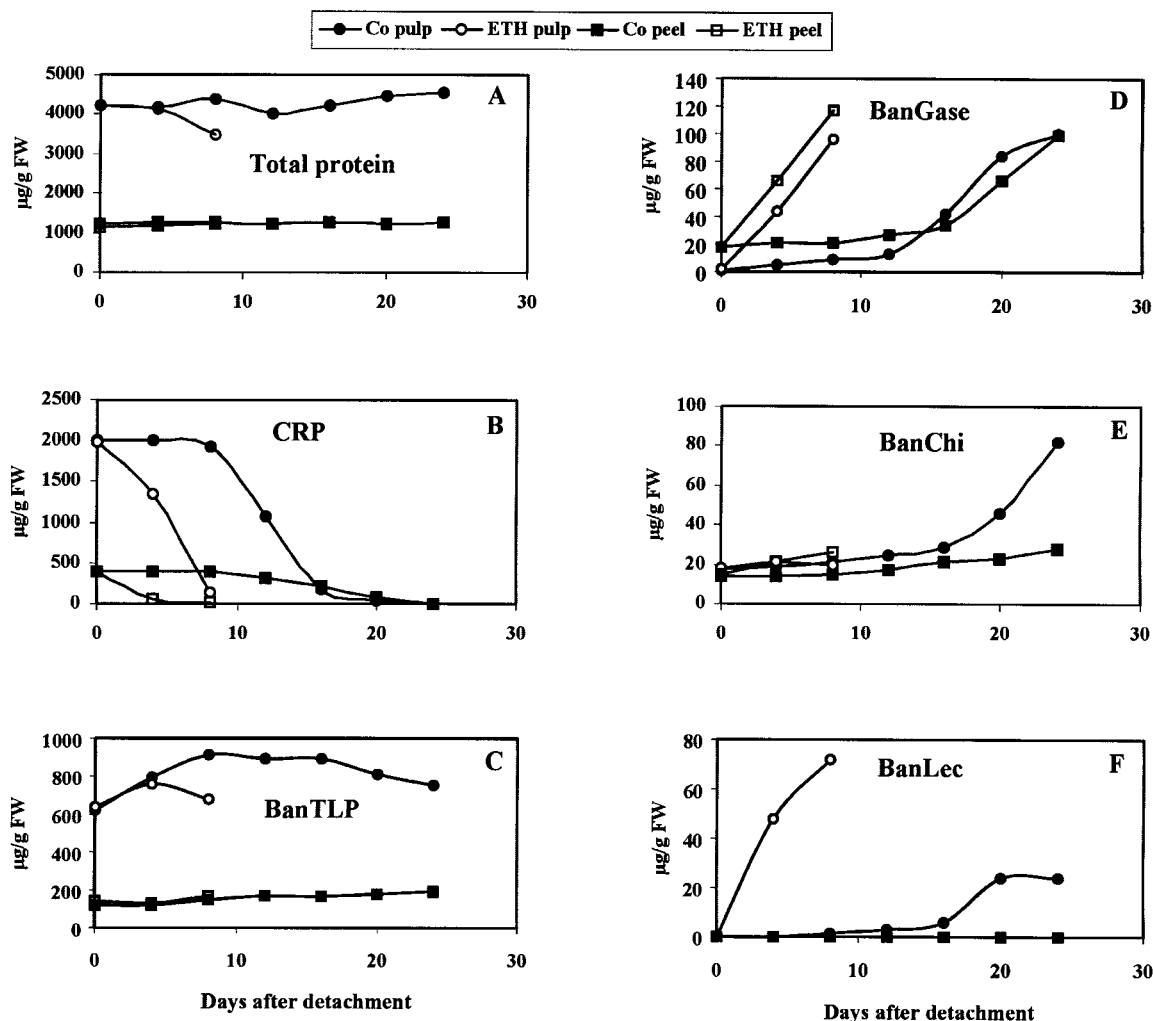 Co pulp ETH pulp Co peel ETH peel
A
Total protein
µg/g FW
5000
4000
3000
2000
1000
0
0 10 20 30
B
CRP
µg/g FW
2500
2000
1500
1000
500
0
0 10 20 30
C
BanTLP
µg/g FW
1000
800
600
400
200
0
0 10 20 30
Days after detachment
D
BanGase
µg/g FW
140
120
100
80
60
40
20
0
0 10 20 30
E
BanChi
µg/g FW
100
80
60
40
20
0
0 10 20 30
F
BanLec
µg/g FW
80
60
40
20
0
0 10 20 30
Days after detachment